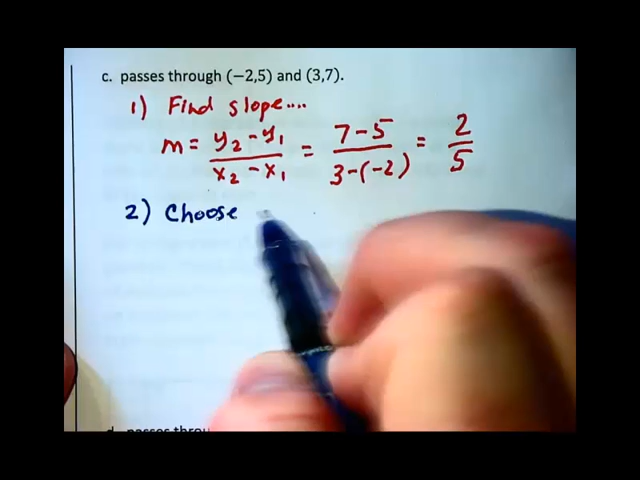 c. passes through (−2,5) and (3,7).
1) Find slope....
m = y₂ - y₁ / x₂ - x₁ = 7 - 5 / 3 - (-2) = 2 / 5
2) Choose
d. passes throu